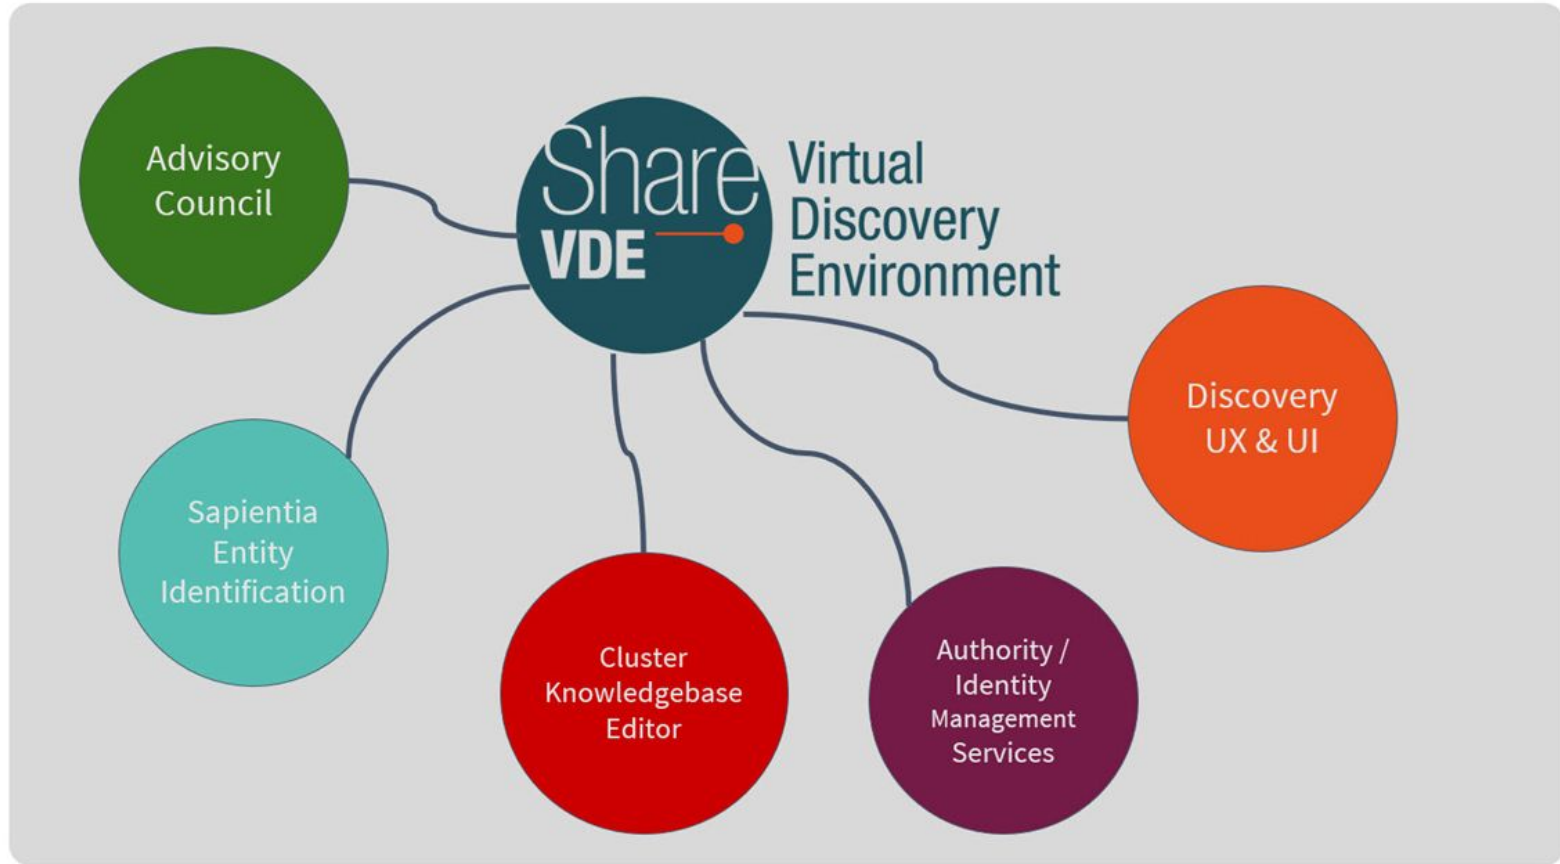 Advisory
Council
Share
VDE
Virtual
Discovery
Environment
Discovery
UX & UI
Sapientia
Entity
Identification
Cluster
Knowledgebase
Editor
Authority /
Identity
Management
Services